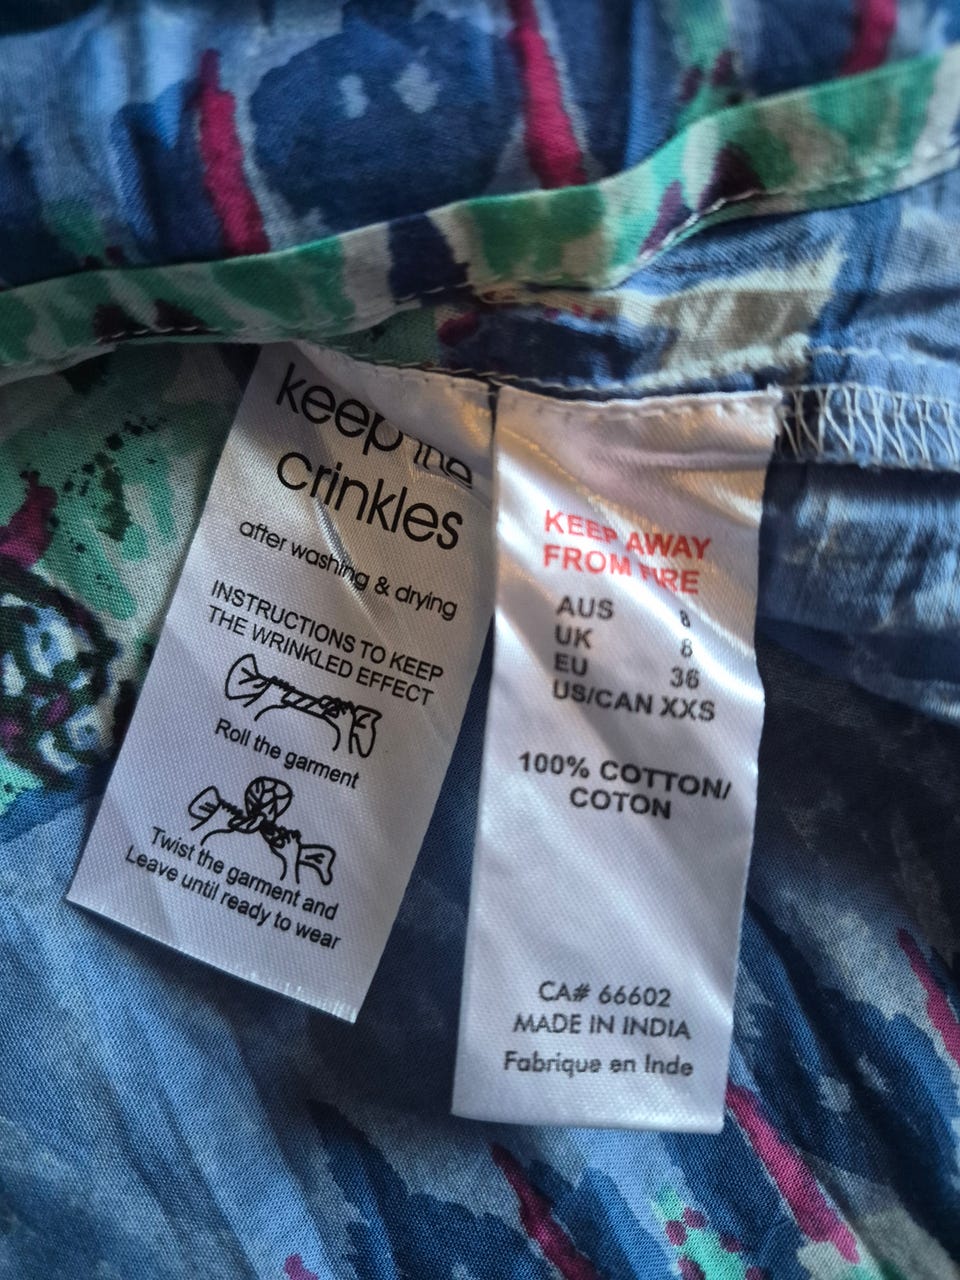 keep the
crinkles
after washing & drying
INSTRUCTIONS TO KEEP
THE WRINKLED EFFECT
Roll the garment
Twist the garment and
Leave until ready to wear
KEEP AWAY
FROM FIRE
AUS 8
UK 8
EU 36
US/CAN XXS
100% COTTON/
COTON
CA# 66602
MADE IN INDIA
Fabrique en Inde